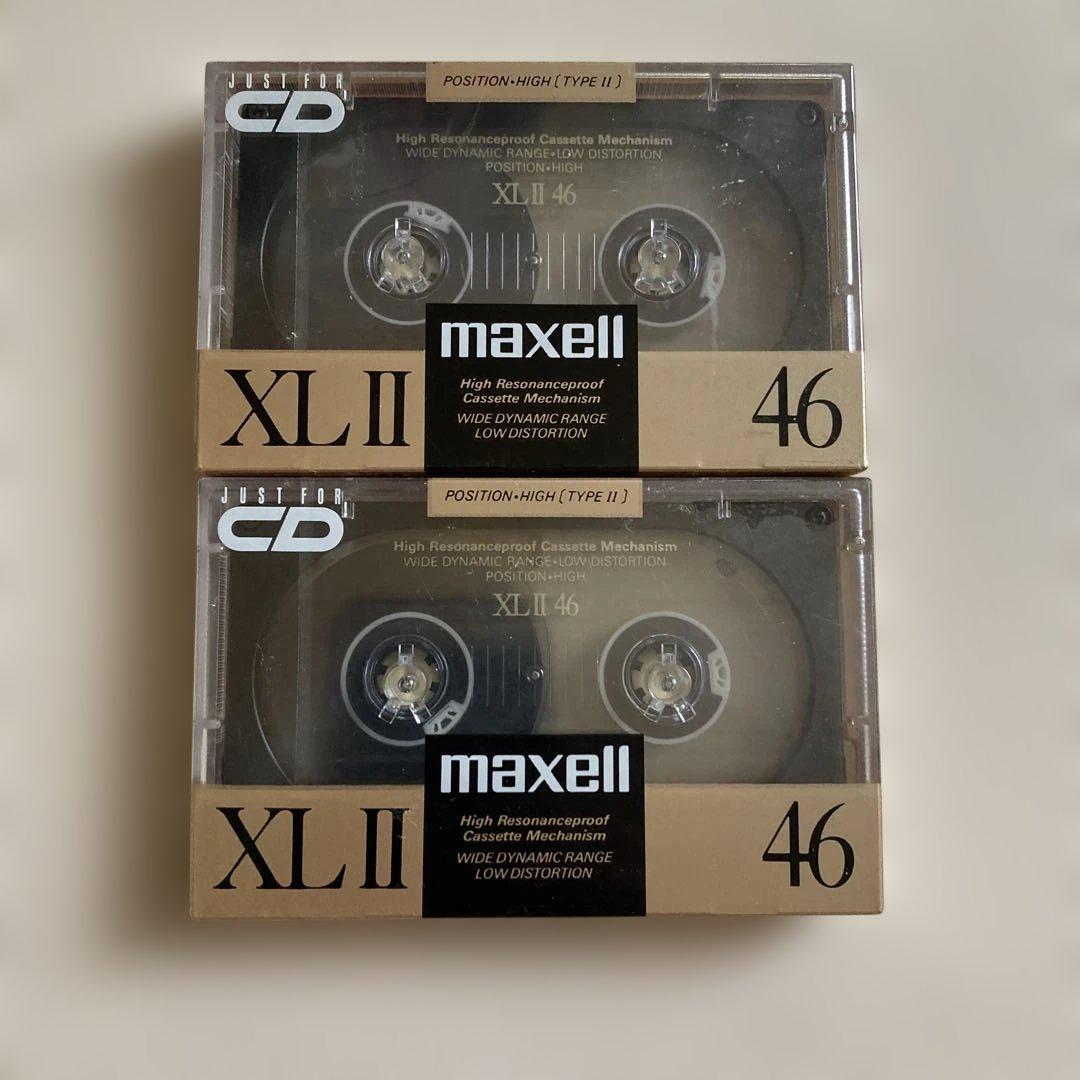 JUST FOR
CD
POSITION•HIGH (TYPE II)
High Resonanceproof Cassette Mechanism
WIDE DYNAMIC RANGE•LOW DISTORTION
POSITION•HIGH
XL II 46
maxell
High Resonanceproof
Cassette Mechanism
WIDE DYNAMIC RANGE
LOW DISTORTION
XL II
46
JUST FOR
CD
POSITION•HIGH (TYPE II)
High Resonanceproof Cassette Mechanism
WIDE DYNAMIC RANGE•LOW DISTORTION
POSITION•HIGH
XL II 46
maxell
High Resonanceproof
Cassette Mechanism
WIDE DYNAMIC RANGE
LOW DISTORTION
XL II
46